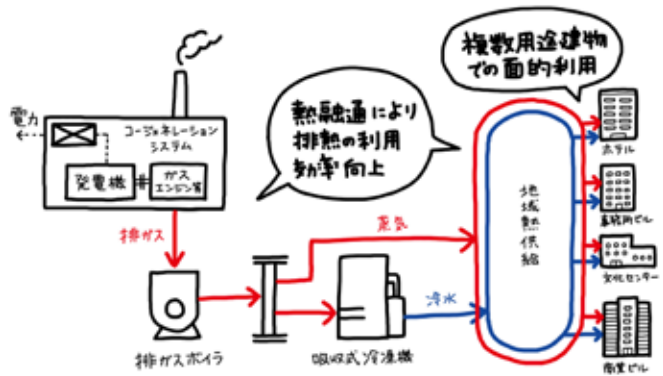 複数用途建物
での面的利用
熱融通により
排熱の利用
効率向上
電力
コージェネレーション
システム
発電機
ガス
エンジン等
排ガス
蒸気
冷水
排ガスボイラ
吸収式冷凍機
地域熱供給
ホテル
事務所ビル
文化センター
商業ビル